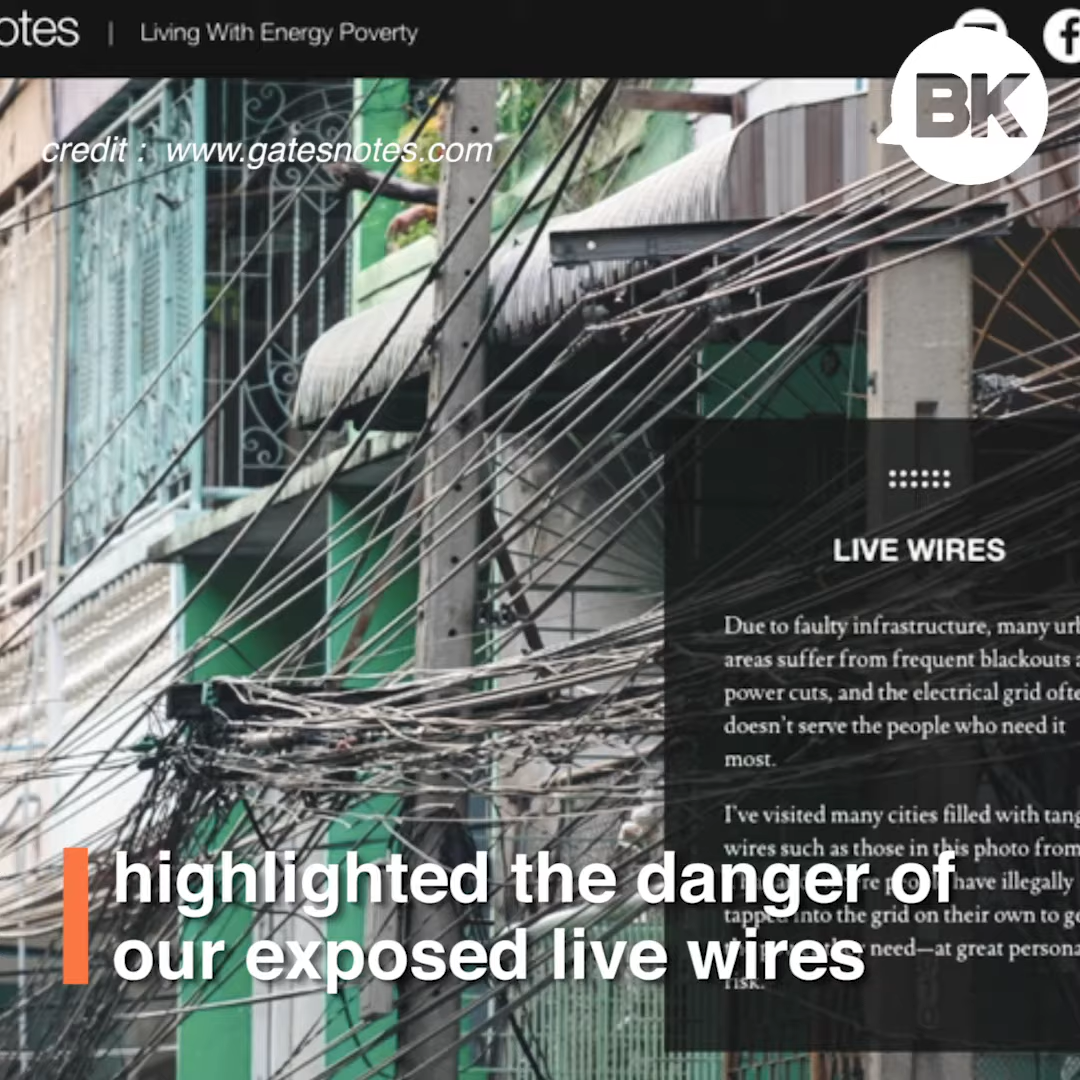 otes | Living With Energy Poverty
BK
credit : www.gatesnotes.com
LIVE WIRES
Due to faulty infrastructure, many urb
areas suffer from frequent blackouts a
power cuts, and the electrical grid ofte
doesn't serve the people who need it
most.
I've visited many cities filled with tang
wires such as those in this photo from
have illegally
tapped into the grid on their own to ge
need—at great persona
risk.
highlighted the danger of
our exposed live wires